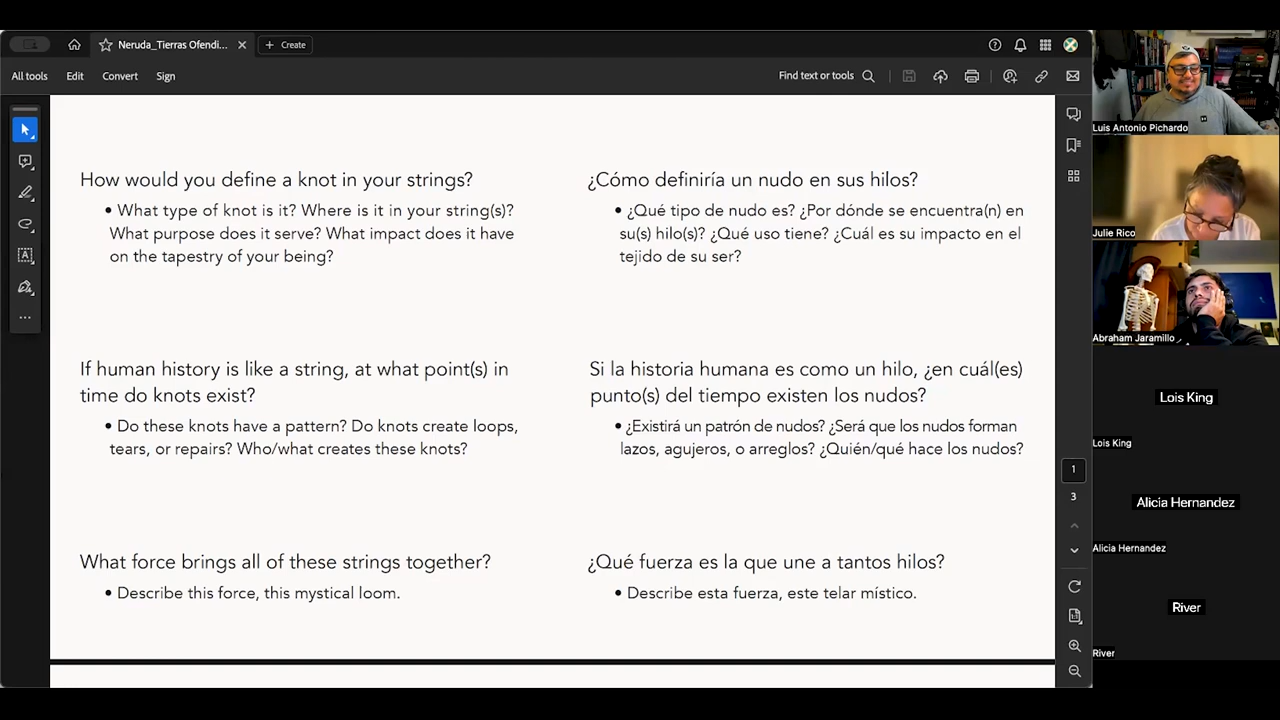 Neruda_Tierras Ofendi...
Create
All tools
Edit
Convert
Sign
Find text or tools
How would you define a knot in your strings?
• What type of knot is it? Where is it in your string(s)?
What purpose does it serve? What impact does it have
on the tapestry of your being?
If human history is like a string, at what point(s) in
time do knots exist?
• Do these knots have a pattern? Do knots create loops,
tears, or repairs? Who/what creates these knots?
What force brings all of these strings together?
• Describe this force, this mystical loom.
¿Cómo definiría un nudo en sus hilos?
• ¿Qué tipo de nudo es? ¿Por dónde se encuentra(n) en
su(s) hilo(s)? ¿Qué uso tiene? ¿Cuál es su impacto en el
tejido de su ser?
Si la historia humana es como un hilo, ¿en cuál(es)
punto(s) del tiempo existen los nudos?
• ¿Existirá un patrón de nudos? ¿Será que los nudos forman
lazos, agujeros, o arreglos? ¿Quién/qué hace los nudos?
¿Qué fuerza es la que une a tantos hilos?
• Describe esta fuerza, este telar místico.
1
3
Luis Antonio Pichardo
Julie Rico
Abraham Jaramillo
Lois King
Lois King
Alicia Hernandez
Alicia Hernandez
River
River